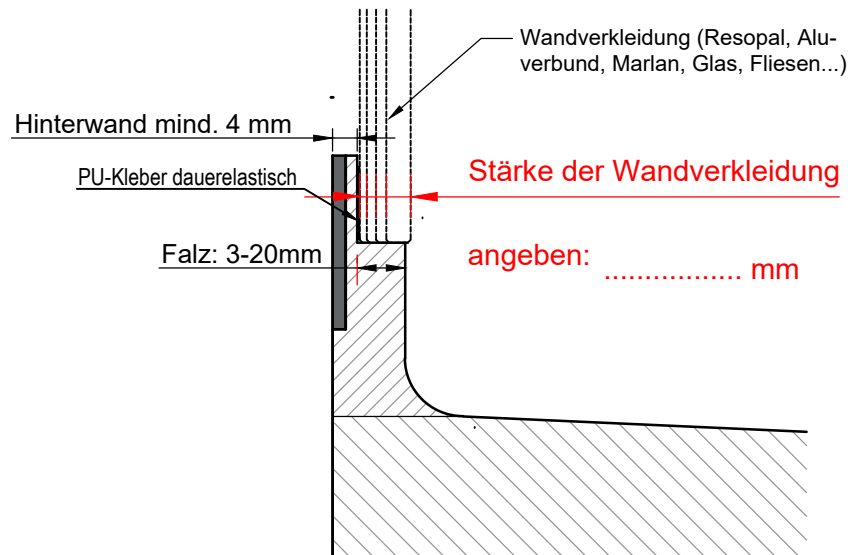 Wandverkleidung (Resopal, Alu-
verbund, Marlan, Glas, Fliesen...)
Hinterwand mind. 4 mm
PU-Kleber dauerelastisch
Stärke der Wandverkleidung
Falz: 3-20mm
angeben: ................. mm